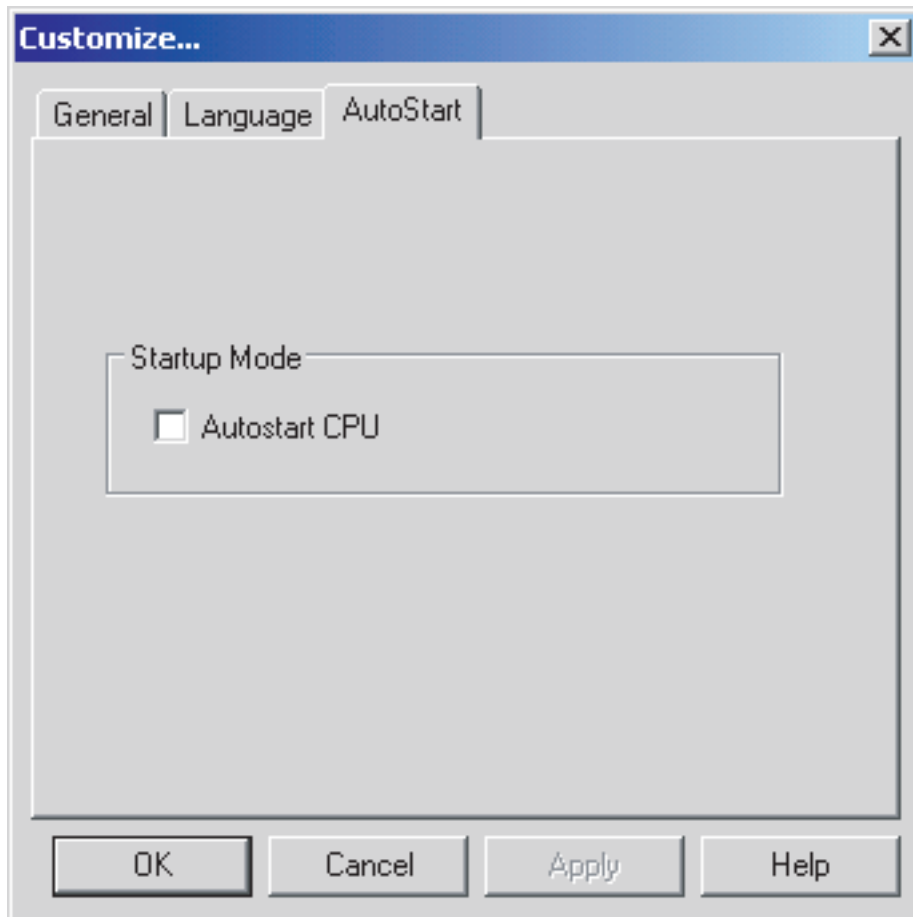 Customize...
General Language AutoStart
Startup Mode
Autostart CPU
OK Cancel Apply Help